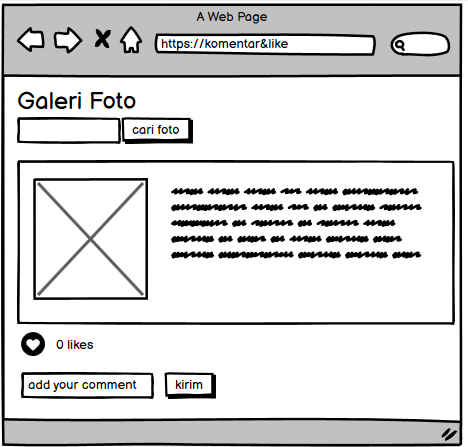 A Web Page
https://komentar&like
Galeri Foto
cari foto
0 likes
add your comment
kirim